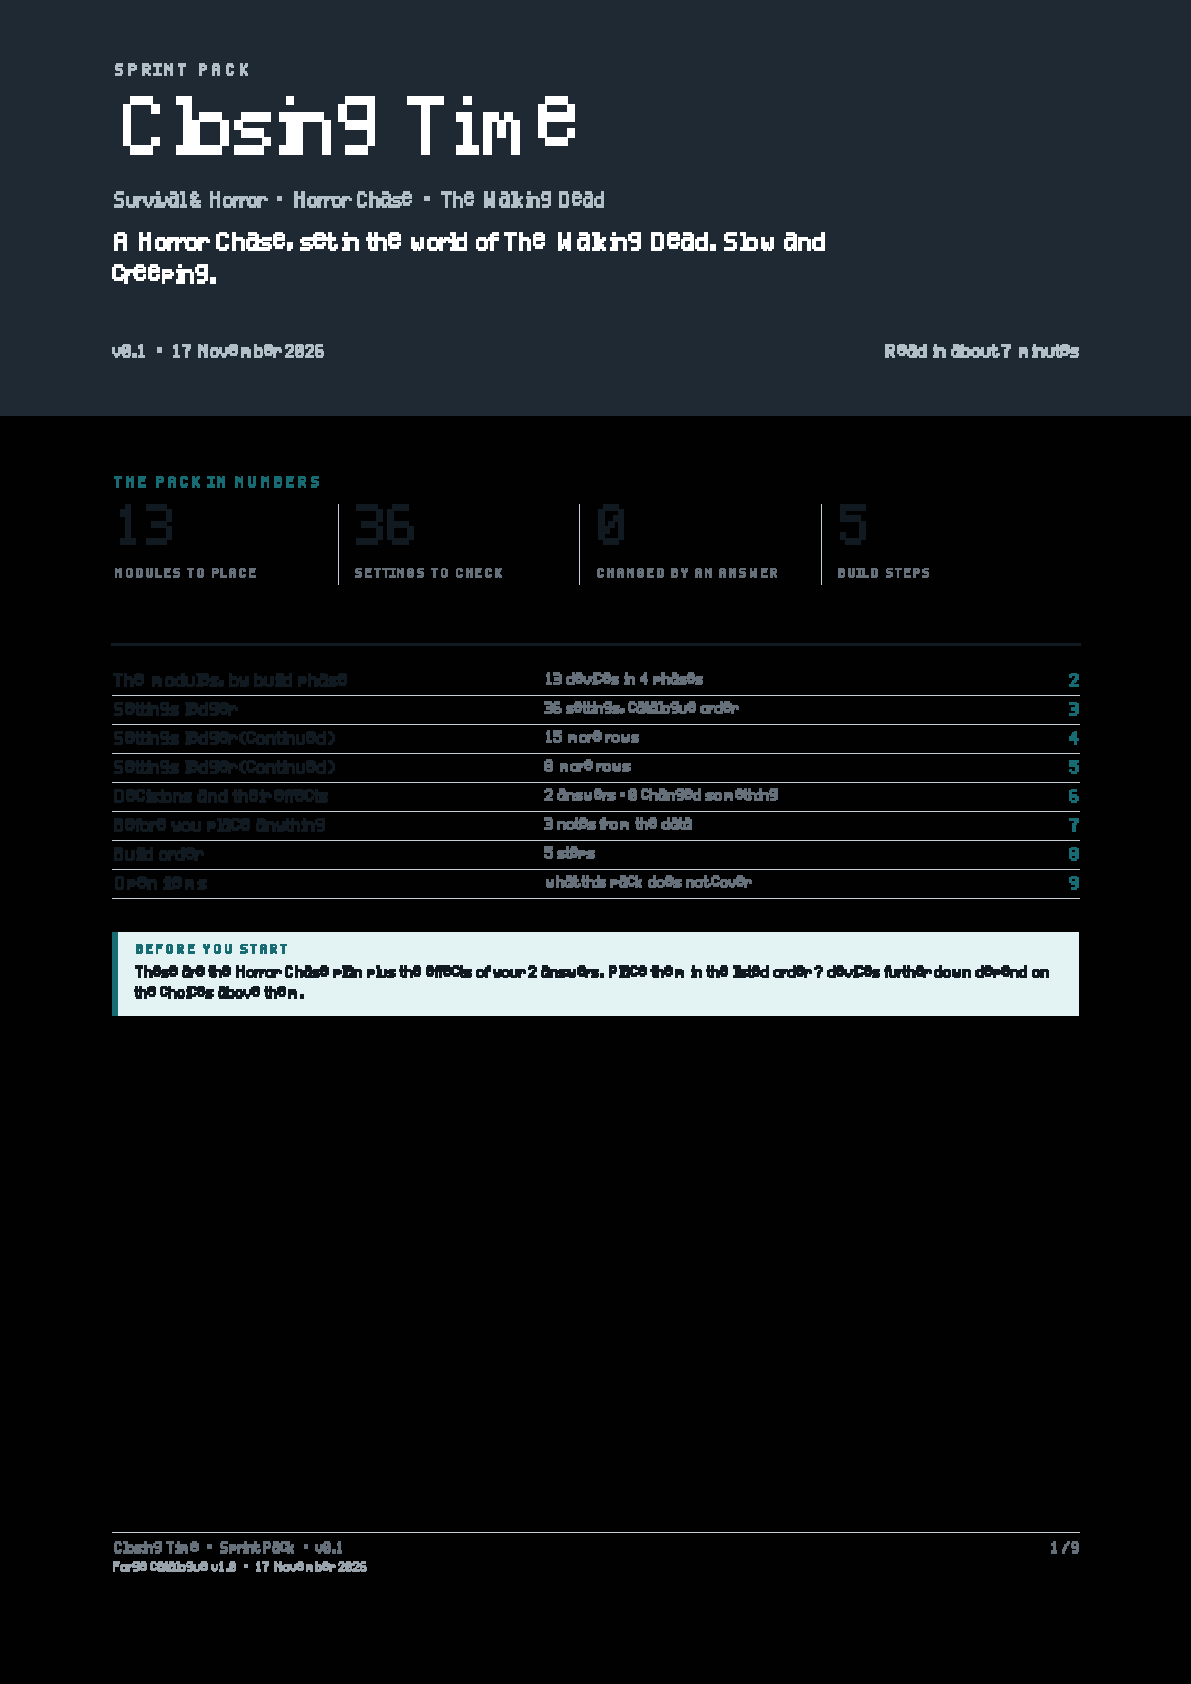 SPRINT PACK
Closing Time
Survival & Horror · Horror Chase · The Walking Dead
A Horror Chase, set in the world of The Walking Dead. Slow and
Creeping.
v0.1 · 17 November 2026
Read in about 7 minutes
THE PACK IN NUMBERS
13
36
0
5
MODULES TO PLACE
SETTINGS TO CHECK
CHANGED BY AN ANSWER
BUILD STEPS
The modules, by build phase
13 devices in 4 phases
2
Settings ledger
36 settings, Catalogue order
3
Settings ledger (Continued)
15 more rows
4
Settings ledger (Continued)
8 more rows
5
Decisions and their effects
2 answers · 0 Changed something
6
Before you place anything
3 notes from the data
7
Build order
5 steps
8
Open items
what this pack does not Cover
9
BEFORE YOU START
These are the Horror Chase plan plus the effects of your 2 answers. Place them in the listed order ? devices further down depend on
the Choices above them.
Closing Time · Sprint Pack · v0.1
1 / 9
Forge Catalogue v1.0 · 17 November 2026